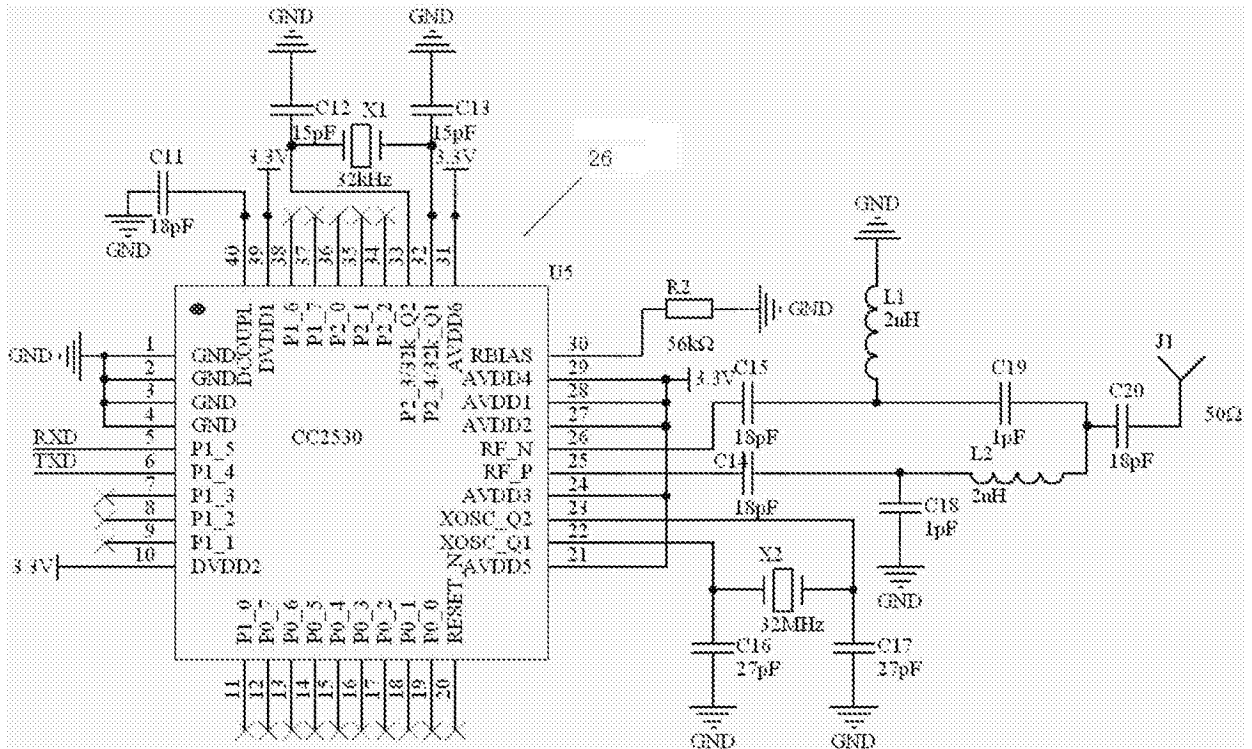 GND
GND
C12
15pF
X1
32kHz
C13
15pF
3.3V
3.3V
26
C11
18pF
GND
40
39
38
37
36
35
34
33
32
31
U5
DCOUPL
DVDD1
P1_6
P1_7
P2_0
P2_1
P2_2
P2_3/32k_Q2
P2_4/32k_Q1
AVDD6
GND
1
GND
2
GND
3
GND
4
GND
RXD
5
P1_5
TXD
6
P1_4
7
P1_3
8
P1_2
9
P1_1
3.3V
10
DVDD2
CC2530
RBIAS
30
AVDD4
29
AVDD1
28
AVDD2
27
RF_N
26
RF_P
25
AVDD3
24
XOSC_Q2
23
XOSC_Q1
22
AVDD5
21
P1_0
P0_7
P0_6
P0_5
P0_4
P0_3
P0_2
P0_1
P0_0
RESET_N
11
12
13
14
15
16
17
18
19
20
R2
56kΩ
GND
3.3V
GND
L1
2nH
C15
18pF
C14
18pF
C19
1pF
L2
2nH
C18
1pF
GND
C20
18pF
J1
50Ω
X2
32MHz
C16
27pF
GND
C17
27pF
GND